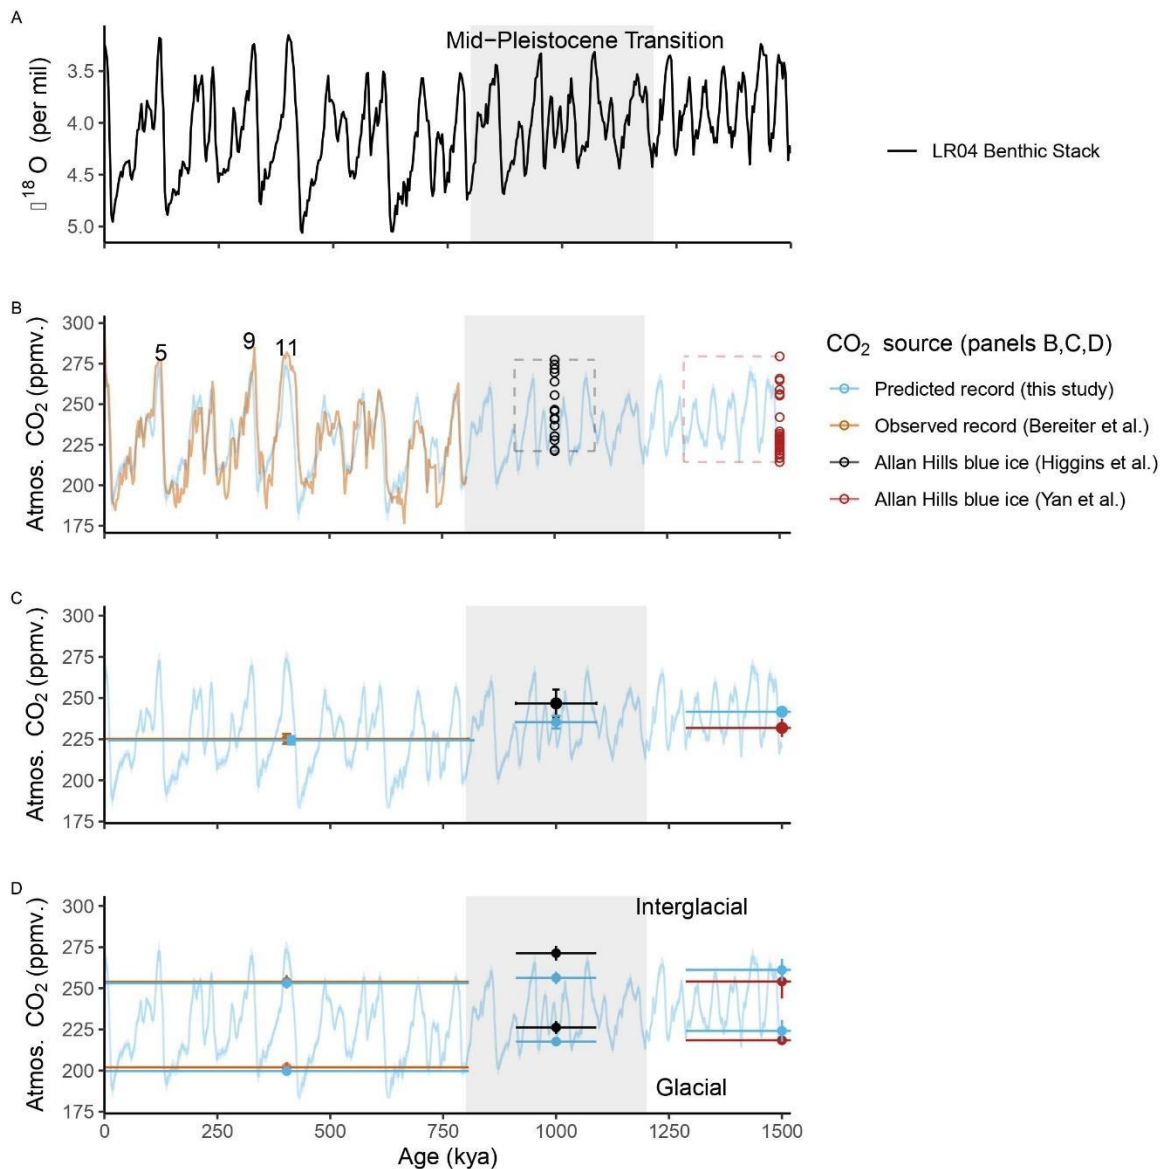 A
Mid−Pleistocene Transition
3.5
4.0
4.5
5.0
▯18 O (per mil)
LR04 Benthic Stack
B
300
275
250
225
200
175
Atmos. CO2 (ppmv.)
5
9
11
CO2 source (panels B,C,D)
Predicted record (this study)
Observed record (Bereiter et al.)
Allan Hills blue ice (Higgins et al.)
Allan Hills blue ice (Yan et al.)
C
300
275
250
225
200
175
Atmos. CO2 (ppmv.)
D
300
275
250
225
200
175
Atmos. CO2 (ppmv.)
Interglacial
Glacial
0 250 500 750 1000 1250 1500
Age (kya)